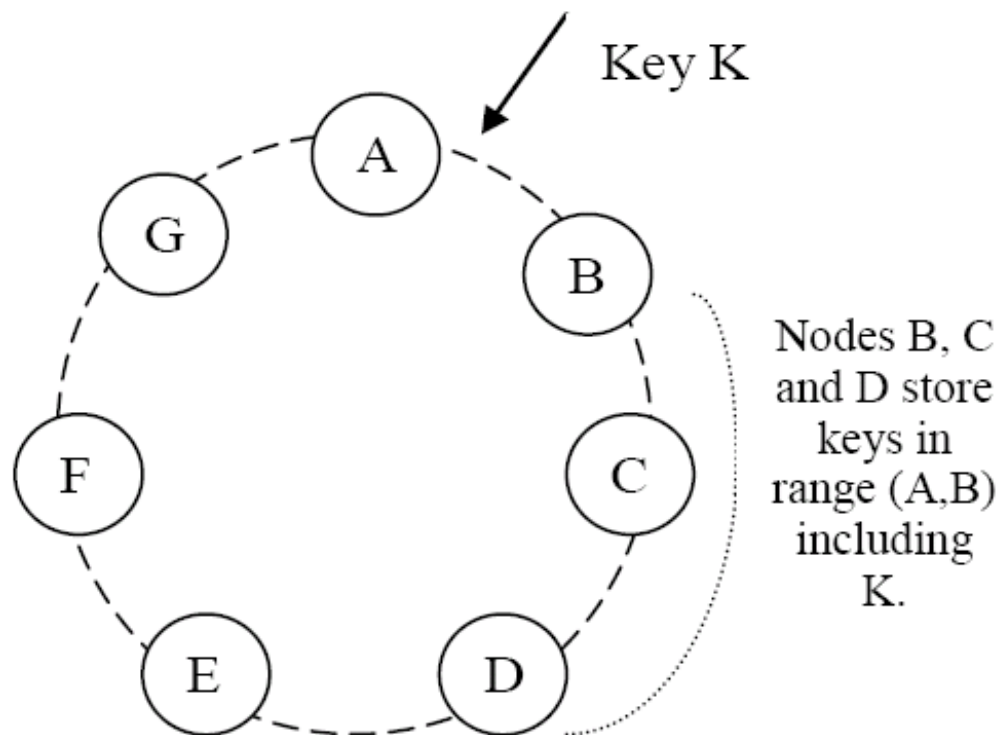 Key K
A
B
C
D
E
F
G
Nodes B, C
and D store
keys in
range (A,B)
including
K.